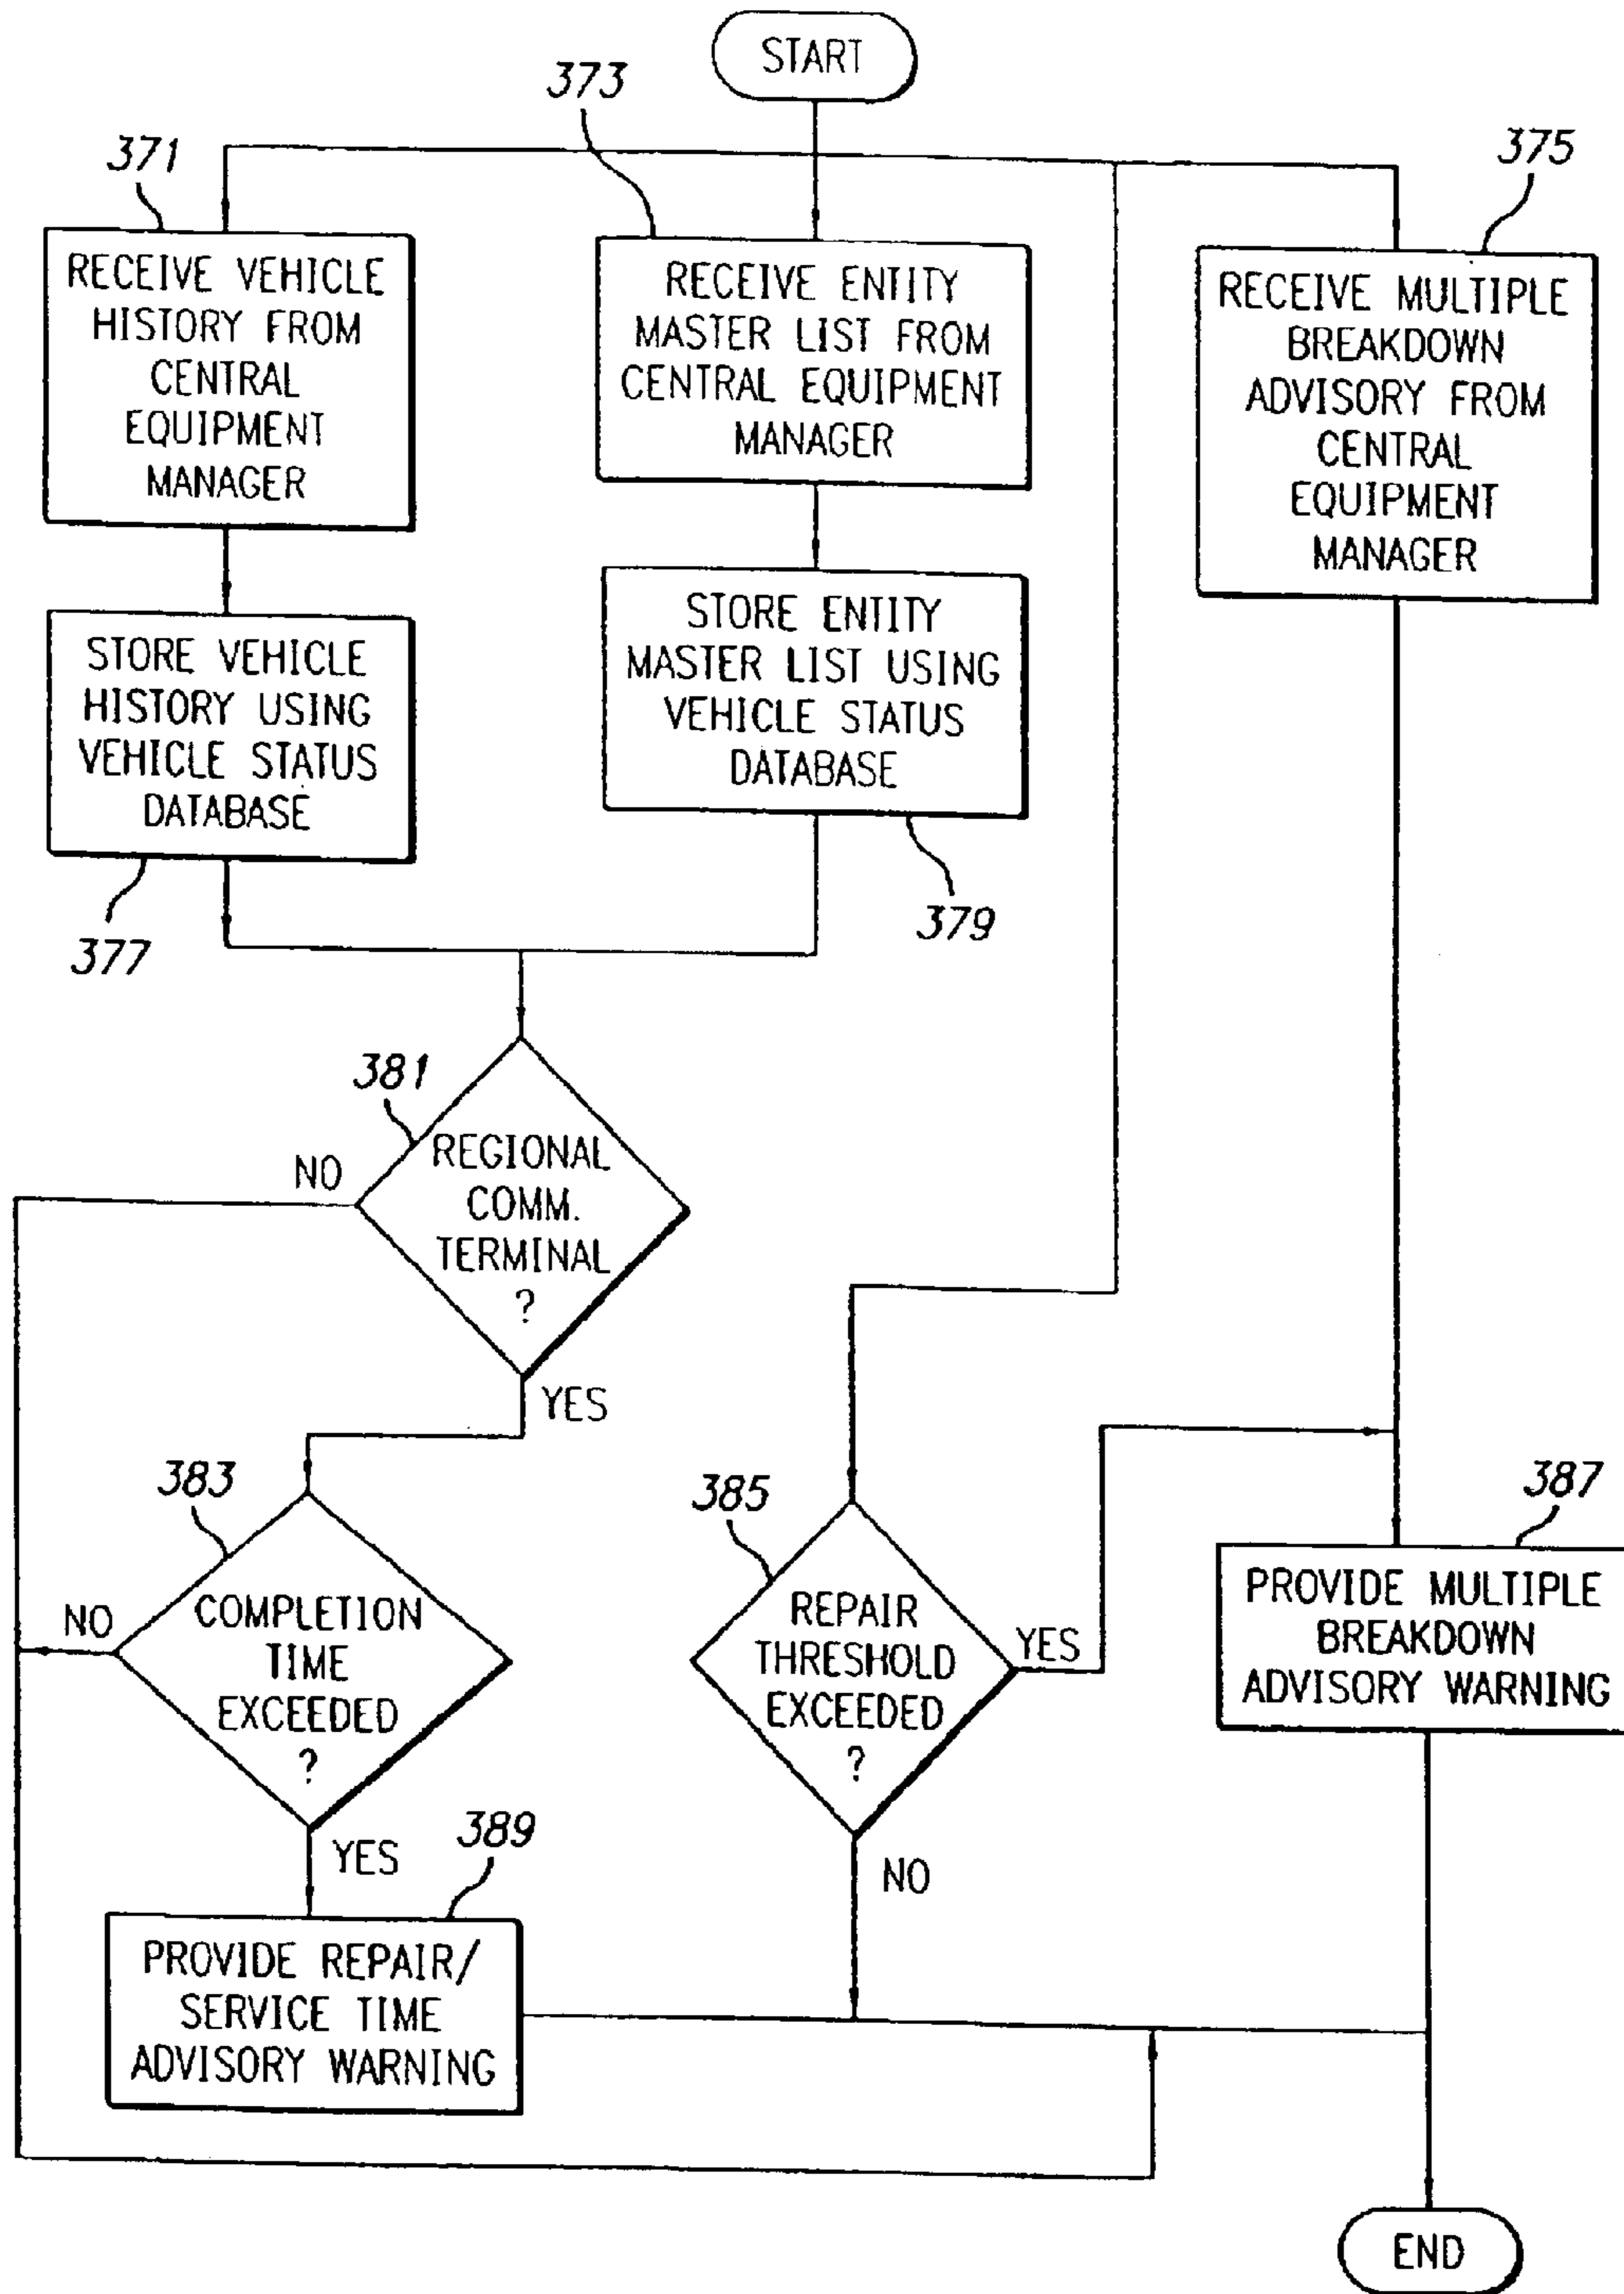 START
373
371
375
RECEIVE VEHICLE
HISTORY FROM
CENTRAL
EQUIPMENT
MANAGER
RECEIVE ENTITY
MASTER LIST FROM
CENTRAL EQUIPMENT
MANAGER
RECEIVE MULTIPLE
BREAKDOWN
ADVISORY FROM
CENTRAL
EQUIPMENT
MANAGER
STORE VEHICLE
HISTORY USING
VEHICLE STATUS
DATABASE
377
STORE ENTITY
MASTER LIST USING
VEHICLE STATUS
DATABASE
379
381
REGIONAL
COMM.
TERMINAL
?
NO
YES
383
COMPLETION
TIME
EXCEEDED
?
NO
YES
385
REPAIR
THRESHOLD
EXCEEDED
?
YES
NO
387
PROVIDE MULTIPLE
BREAKDOWN
ADVISORY WARNING
389
PROVIDE REPAIR/
SERVICE TIME
ADVISORY WARNING
END